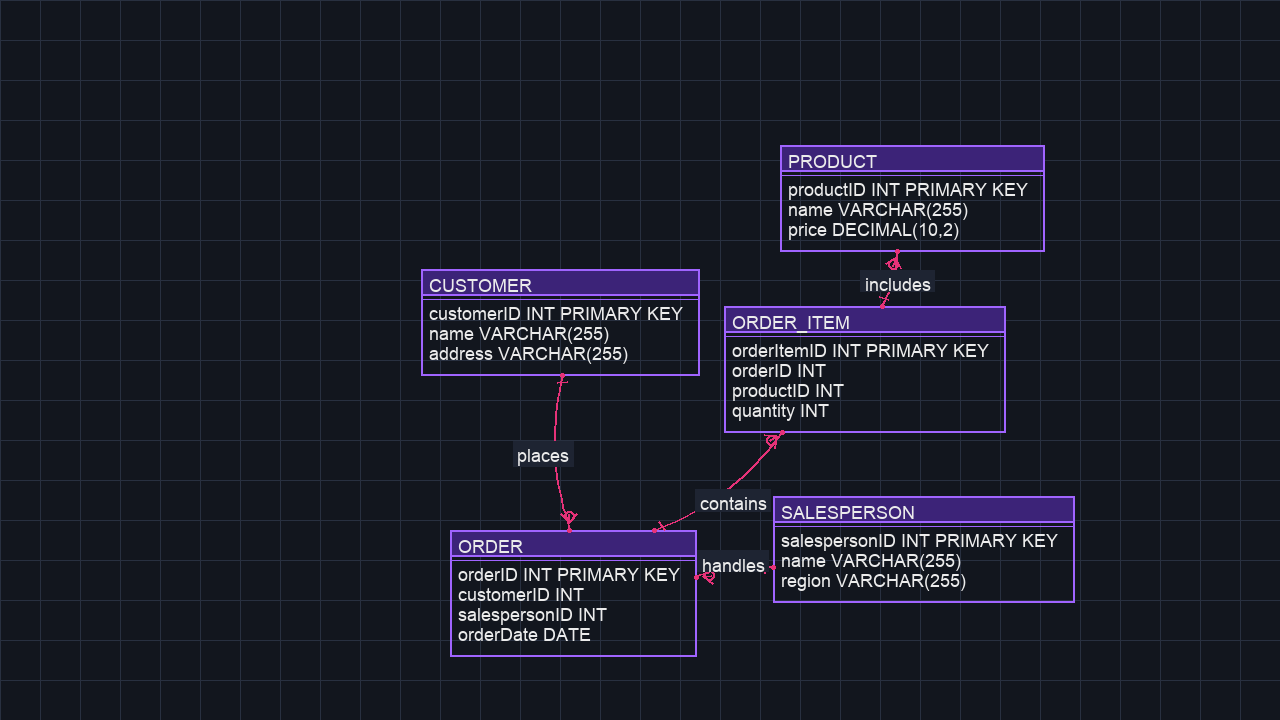 PRODUCT
productID INT PRIMARY KEY
name VARCHAR(255)
price DECIMAL(10,2)
includes
CUSTOMER
customerID INT PRIMARY KEY
name VARCHAR(255)
address VARCHAR(255)
ORDER_ITEM
orderItemID INT PRIMARY KEY
orderID INT
productID INT
quantity INT
places
contains
SALESPERSON
salespersonID INT PRIMARY KEY
name VARCHAR(255)
region VARCHAR(255)
handles
ORDER
orderID INT PRIMARY KEY
customerID INT
salespersonID INT
orderDate DATE